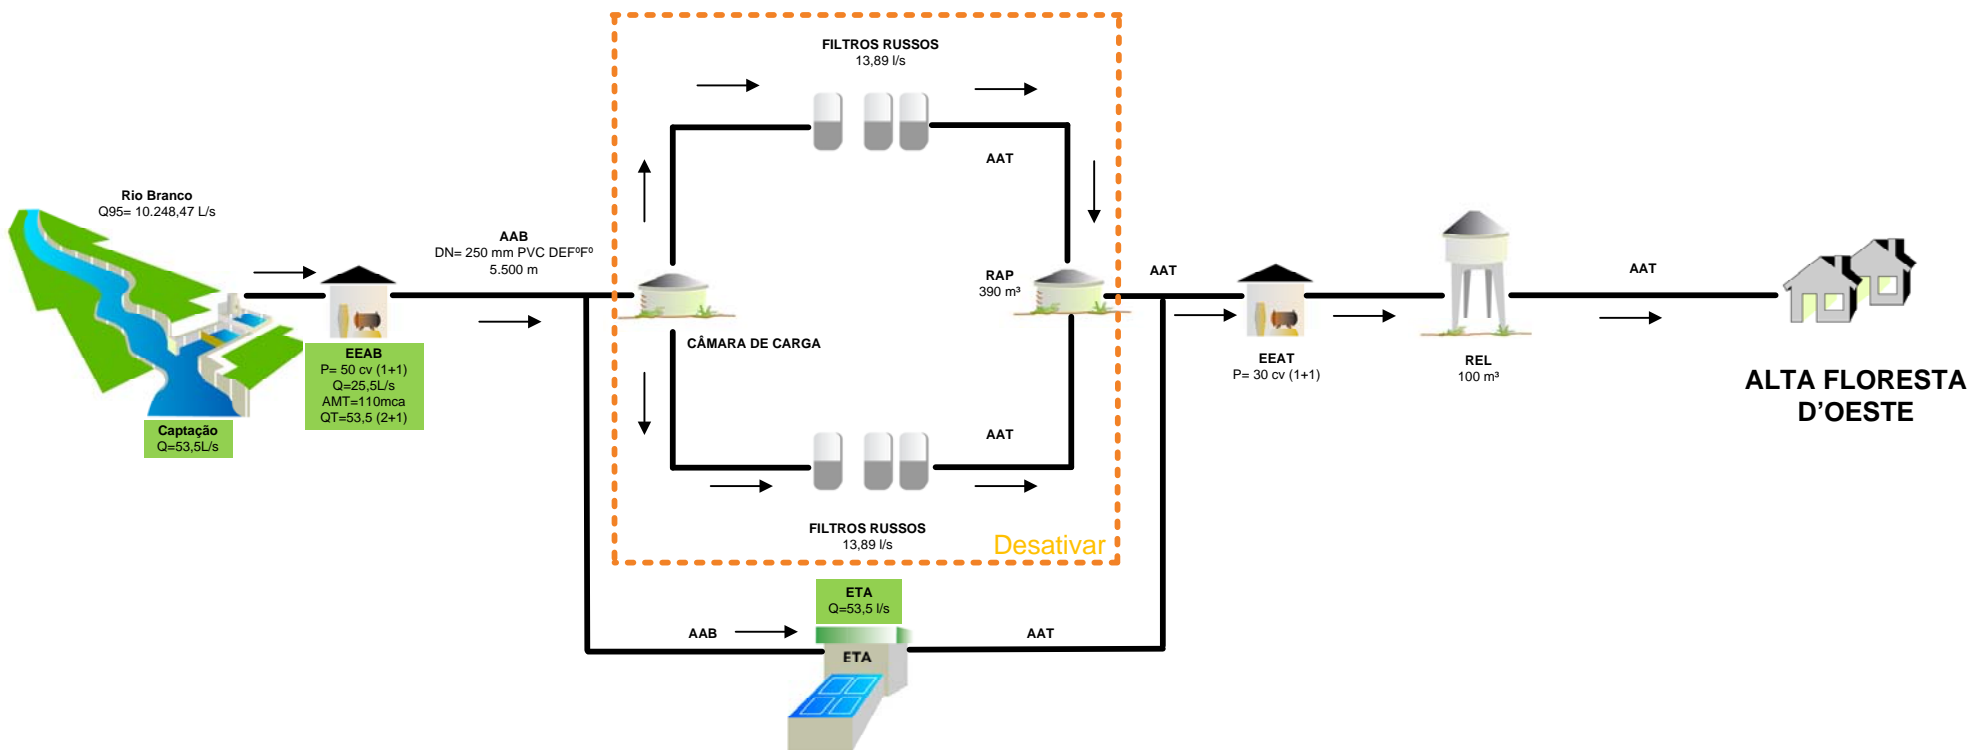 FILTROS RUSSOS
13,89 l/s
Rio Branco
Q95= 10.248,47 L/s
AAB
DN= 250 mm PVC DEFºFº
5.500 m
AAT
RAP
390 m³
AAT
AAT
CÂMARA DE CARGA
EEAB
P= 50 cv (1+1)
Q=25,5L/s
AMT=110mca
QT=53,5 (2+1)
Captação
Q=53,5L/s
EEAT
P= 30 cv (1+1)
REL
100 m³
ALTA FLORESTA
D’OESTE
AAT
FILTROS RUSSOS
13,89 l/s
Desativar
ETA
Q=53,5 l/s
AAB
AAT
ETA